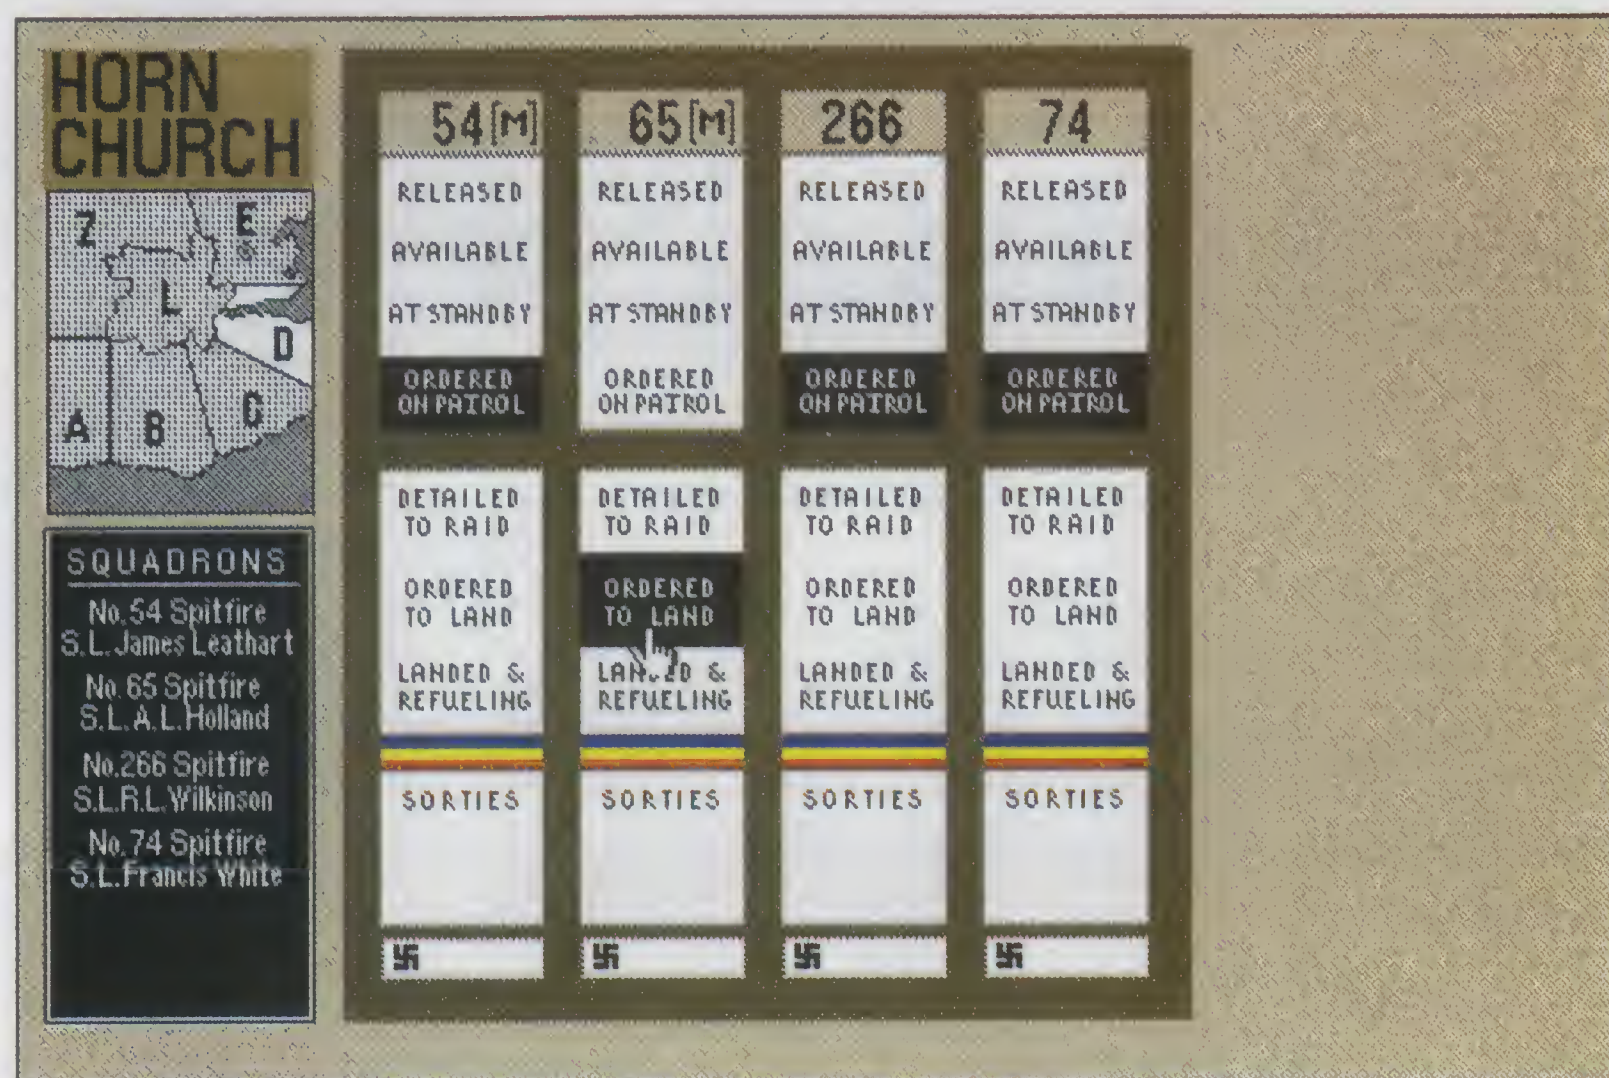 HORN
CHURCH
Z
E
L
D
A
B
C
SQUADRONS
No.54 Spitfire
S.L.James Leathart
No.65 Spitfire
S.L.A.L.Holland
No.266 Spitfire
S.L.R.L.Wilkinson
No.74 Spitfire
S.L.Francis White
54[M]
RELEASED
AVAILABLE
AT STANDBY
ORDERED
ON PATROL
DETAILED
TO RAID
ORDERED
TO LAND
LANDED &
REFUELING
SORTIES
65[M]
RELEASED
AVAILABLE
AT STANDBY
ORDERED
ON PATROL
DETAILED
TO RAID
ORDERED
TO LAND
LANDED &
REFUELING
SORTIES
266
RELEASED
AVAILABLE
AT STANDBY
ORDERED
ON PATROL
DETAILED
TO RAID
ORDERED
TO LAND
LANDED &
REFUELING
SORTIES
74
RELEASED
AVAILABLE
AT STANDBY
ORDERED
ON PATROL
DETAILED
TO RAID
ORDERED
TO LAND
LANDED &
REFUELING
SORTIES